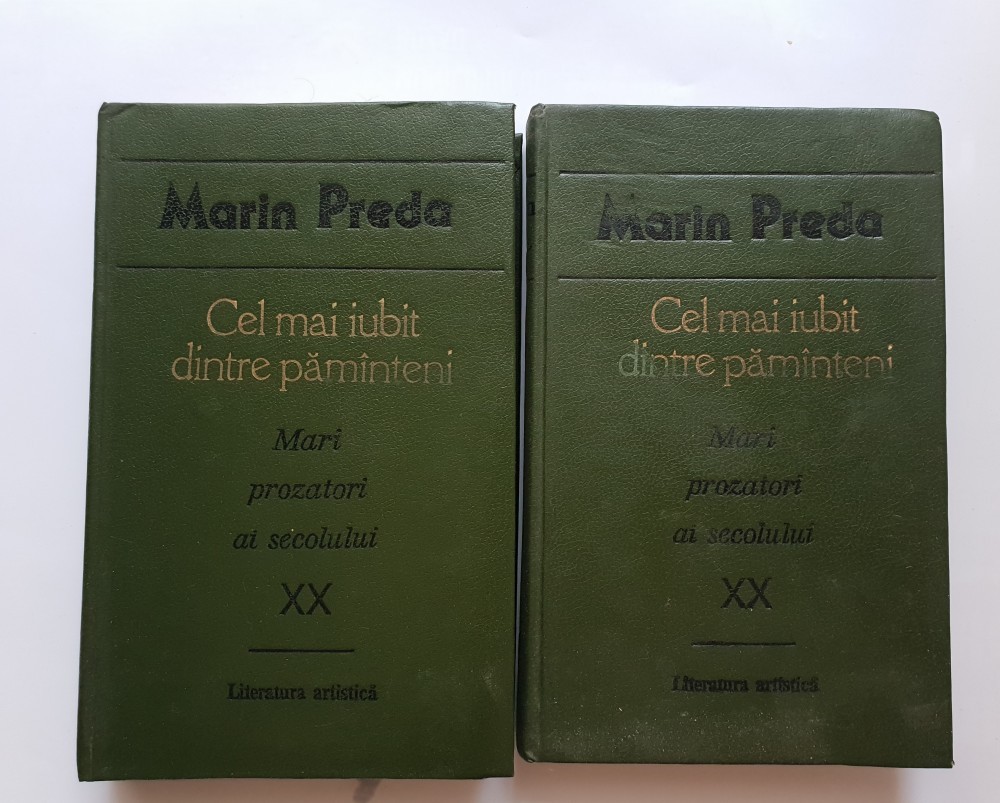 Marin Preda
Cel mai iubit
dintre pămînteni
Mari
prozatori
ai secolului
XX
Literatura artistică
Marin Preda
Cel mai iubit
dintre pămînteni
Mari
prozatori
ai secolului
XX
Literatura artistică